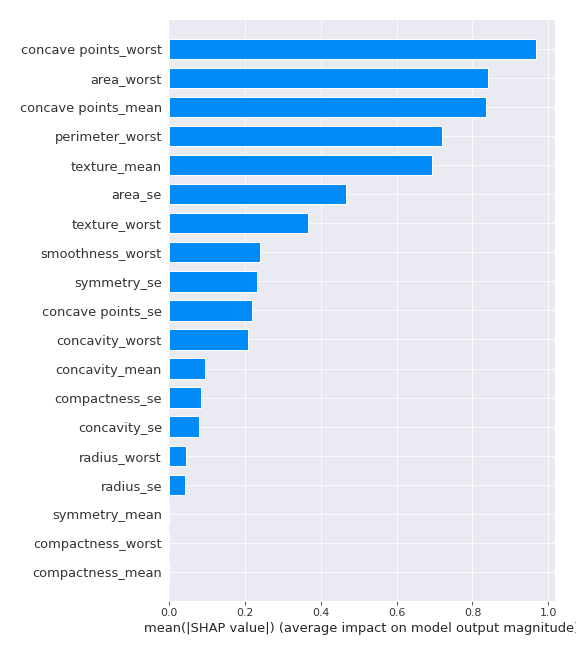 concave points_worst
area_worst
concave points_mean
perimeter_worst
texture_mean
area_se
texture_worst
smoothness_worst
symmetry_se
concave points_se
concavity_worst
concavity_mean
compactness_se
concavity_se
radius_worst
radius_se
symmetry_mean
compactness_worst
compactness_mean
0.0 0.2 0.4 0.6 0.8 1.0
mean(|SHAP value|) (average impact on model output magnitude)